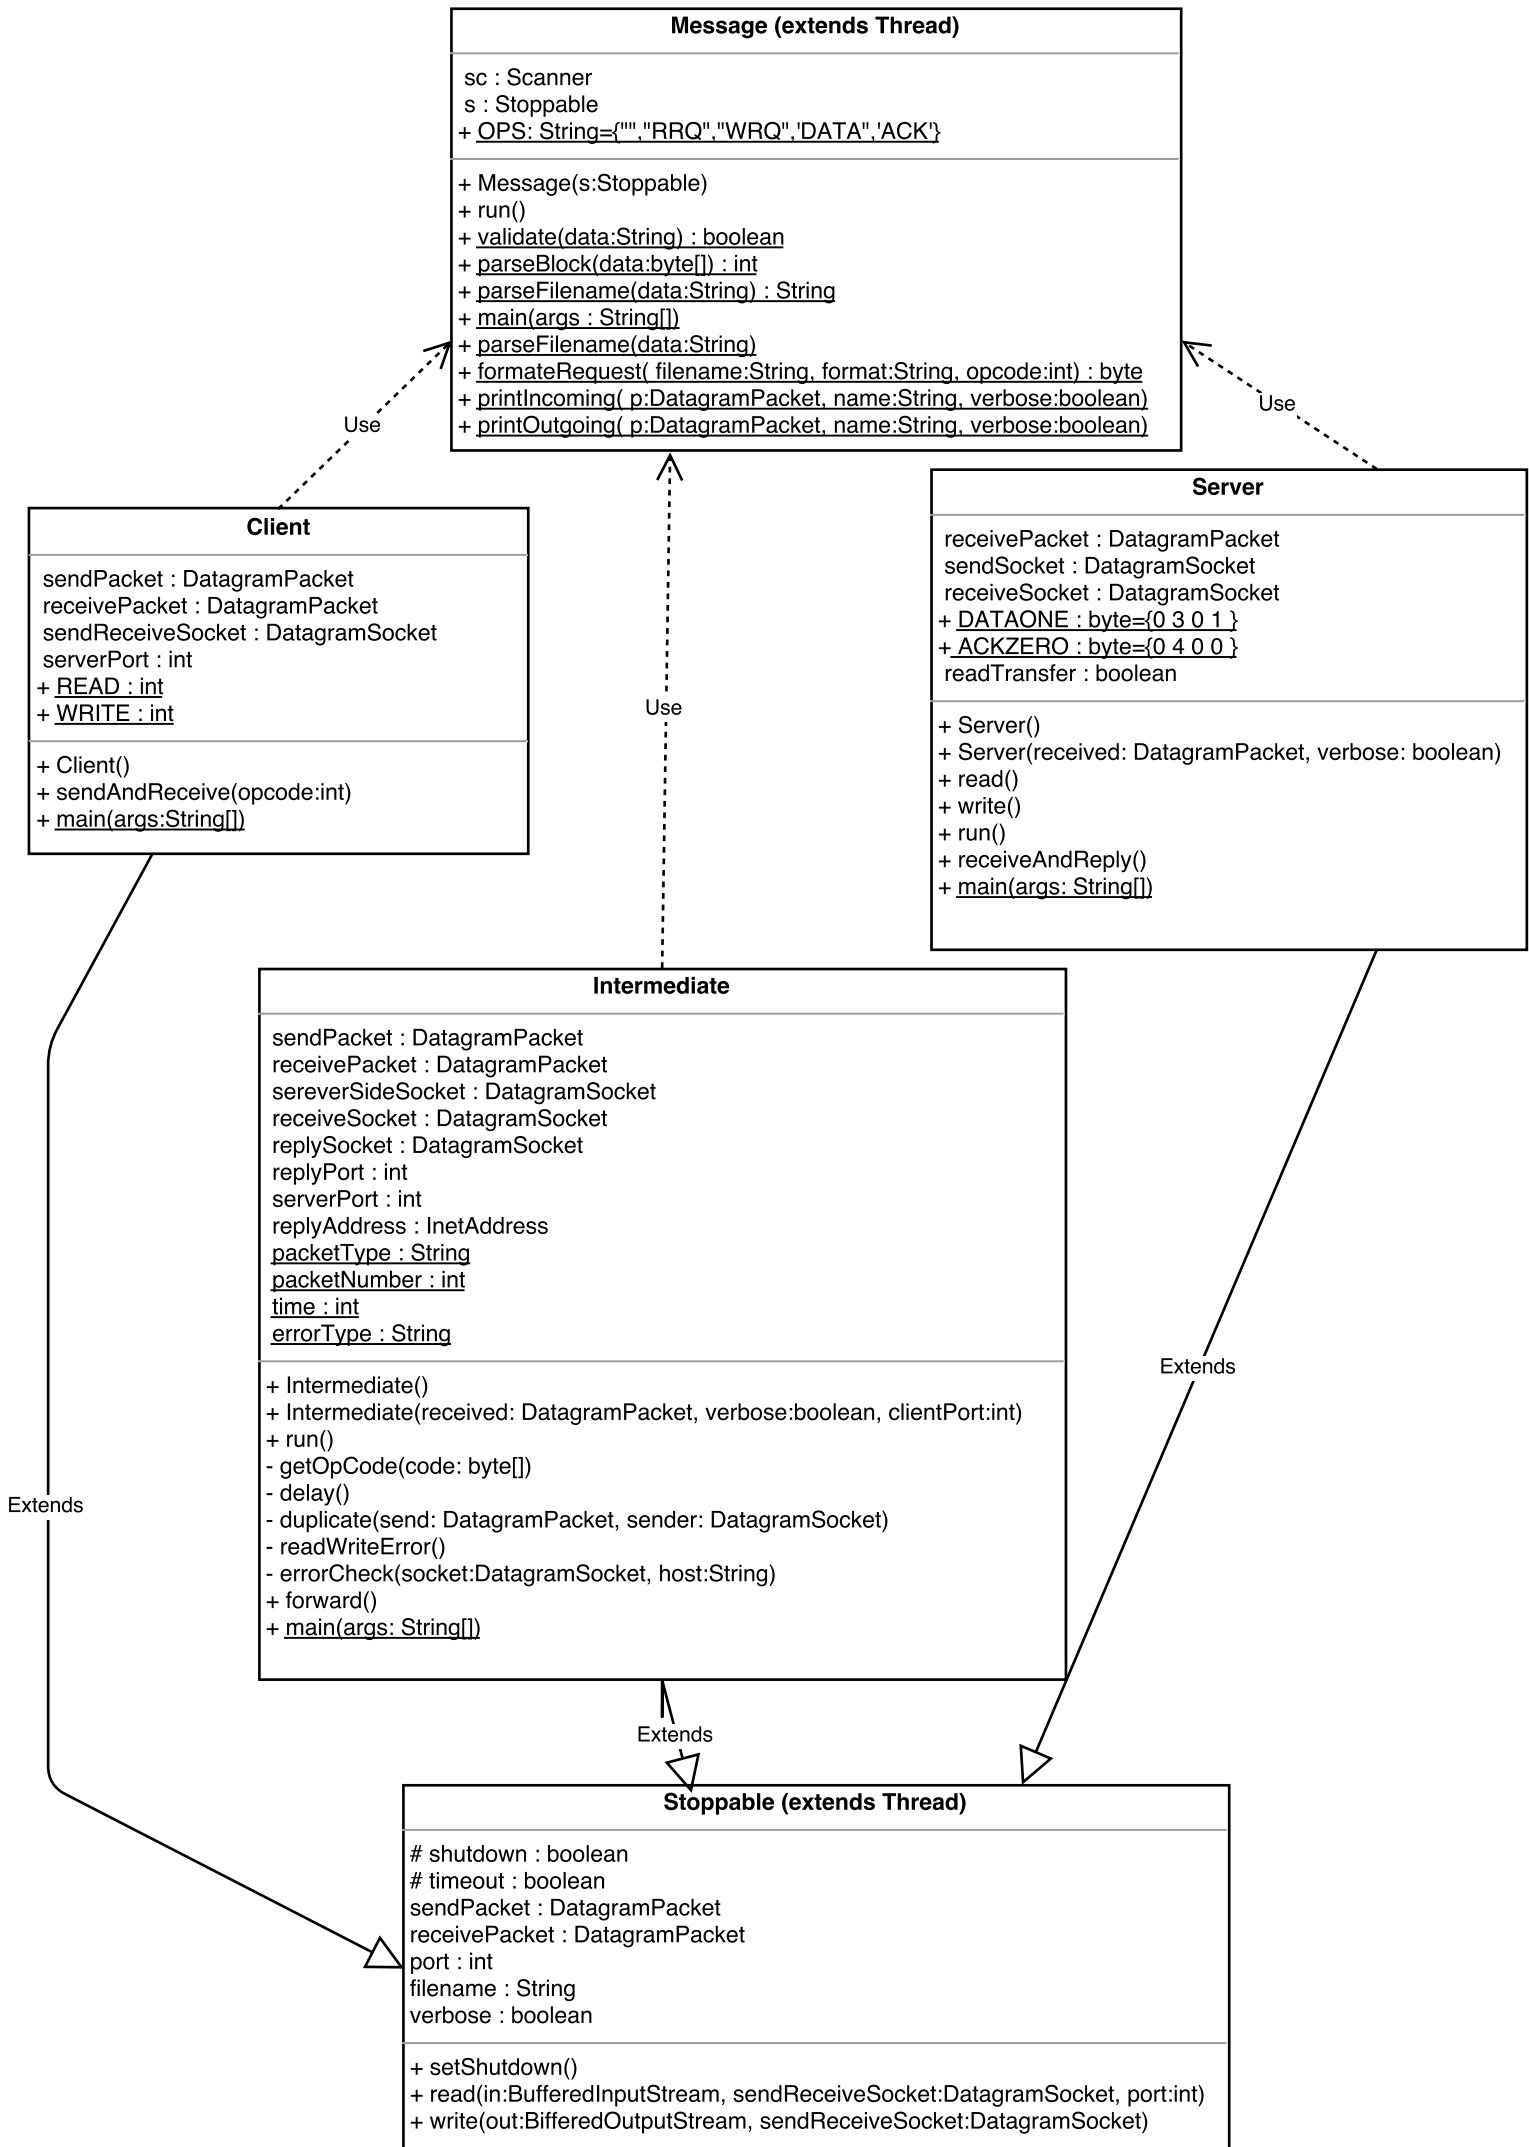 Message (extends Thread)
sc : Scanner
s : Stoppable
+ OPS: String={"","RRQ","WRQ",'DATA",'ACK'}
+ Message(s:Stoppable)
+ run()
+ validate(data:String) : boolean
+ parseBlock(data:byte[]) : int
+ parseFilename(data:String) : String
+ main(args : String[])
+ parseFilename(data:String)
+ formateRequest( filename:String, format:String, opcode:int) : byte
+ printIncoming( p:DatagramPacket, name:String, verbose:boolean)
+ printOutgoing( p:DatagramPacket, name:String, verbose:boolean)
Use
Use
Use
Client
sendPacket : DatagramPacket
receivePacket : DatagramPacket
sendReceiveSocket : DatagramSocket
serverPort : int
+ READ : int
+ WRITE : int
+ Client()
+ sendAndReceive(opcode:int)
+ main(args:String[])
Server
receivePacket : DatagramPacket
sendSocket : DatagramSocket
receiveSocket : DatagramSocket
+ DATAONE : byte={0 3 0 1 }
+ ACKZERO : byte={0 4 0 0 }
readTransfer : boolean
+ Server()
+ Server(received: DatagramPacket, verbose: boolean)
+ read()
+ write()
+ run()
+ receiveAndReply()
+ main(args: String[])
Intermediate
sendPacket : DatagramPacket
receivePacket : DatagramPacket
sereverSideSocket : DatagramSocket
receiveSocket : DatagramSocket
replySocket : DatagramSocket
replyPort : int
serverPort : int
replyAddress : InetAddress
packetType : String
packetNumber : int
time : int
errorType : String
+ Intermediate()
+ Intermediate(received: DatagramPacket, verbose:boolean, clientPort:int)
+ run()
- getOpCode(code: byte[])
- delay()
- duplicate(send: DatagramPacket, sender: DatagramSocket)
- readWriteError()
- errorCheck(socket:DatagramSocket, host:String)
+ forward()
+ main(args: String[])
Extends
Extends
Extends
Stoppable (extends Thread)
# shutdown : boolean
# timeout : boolean
sendPacket : DatagramPacket
receivePacket : DatagramPacket
port : int
filename : String
verbose : boolean
+ setShutdown()
+ read(in:BufferedInputStream, sendReceiveSocket:DatagramSocket, port:int)
+ write(out:BifferedOutputStream, sendReceiveSocket:DatagramSocket)